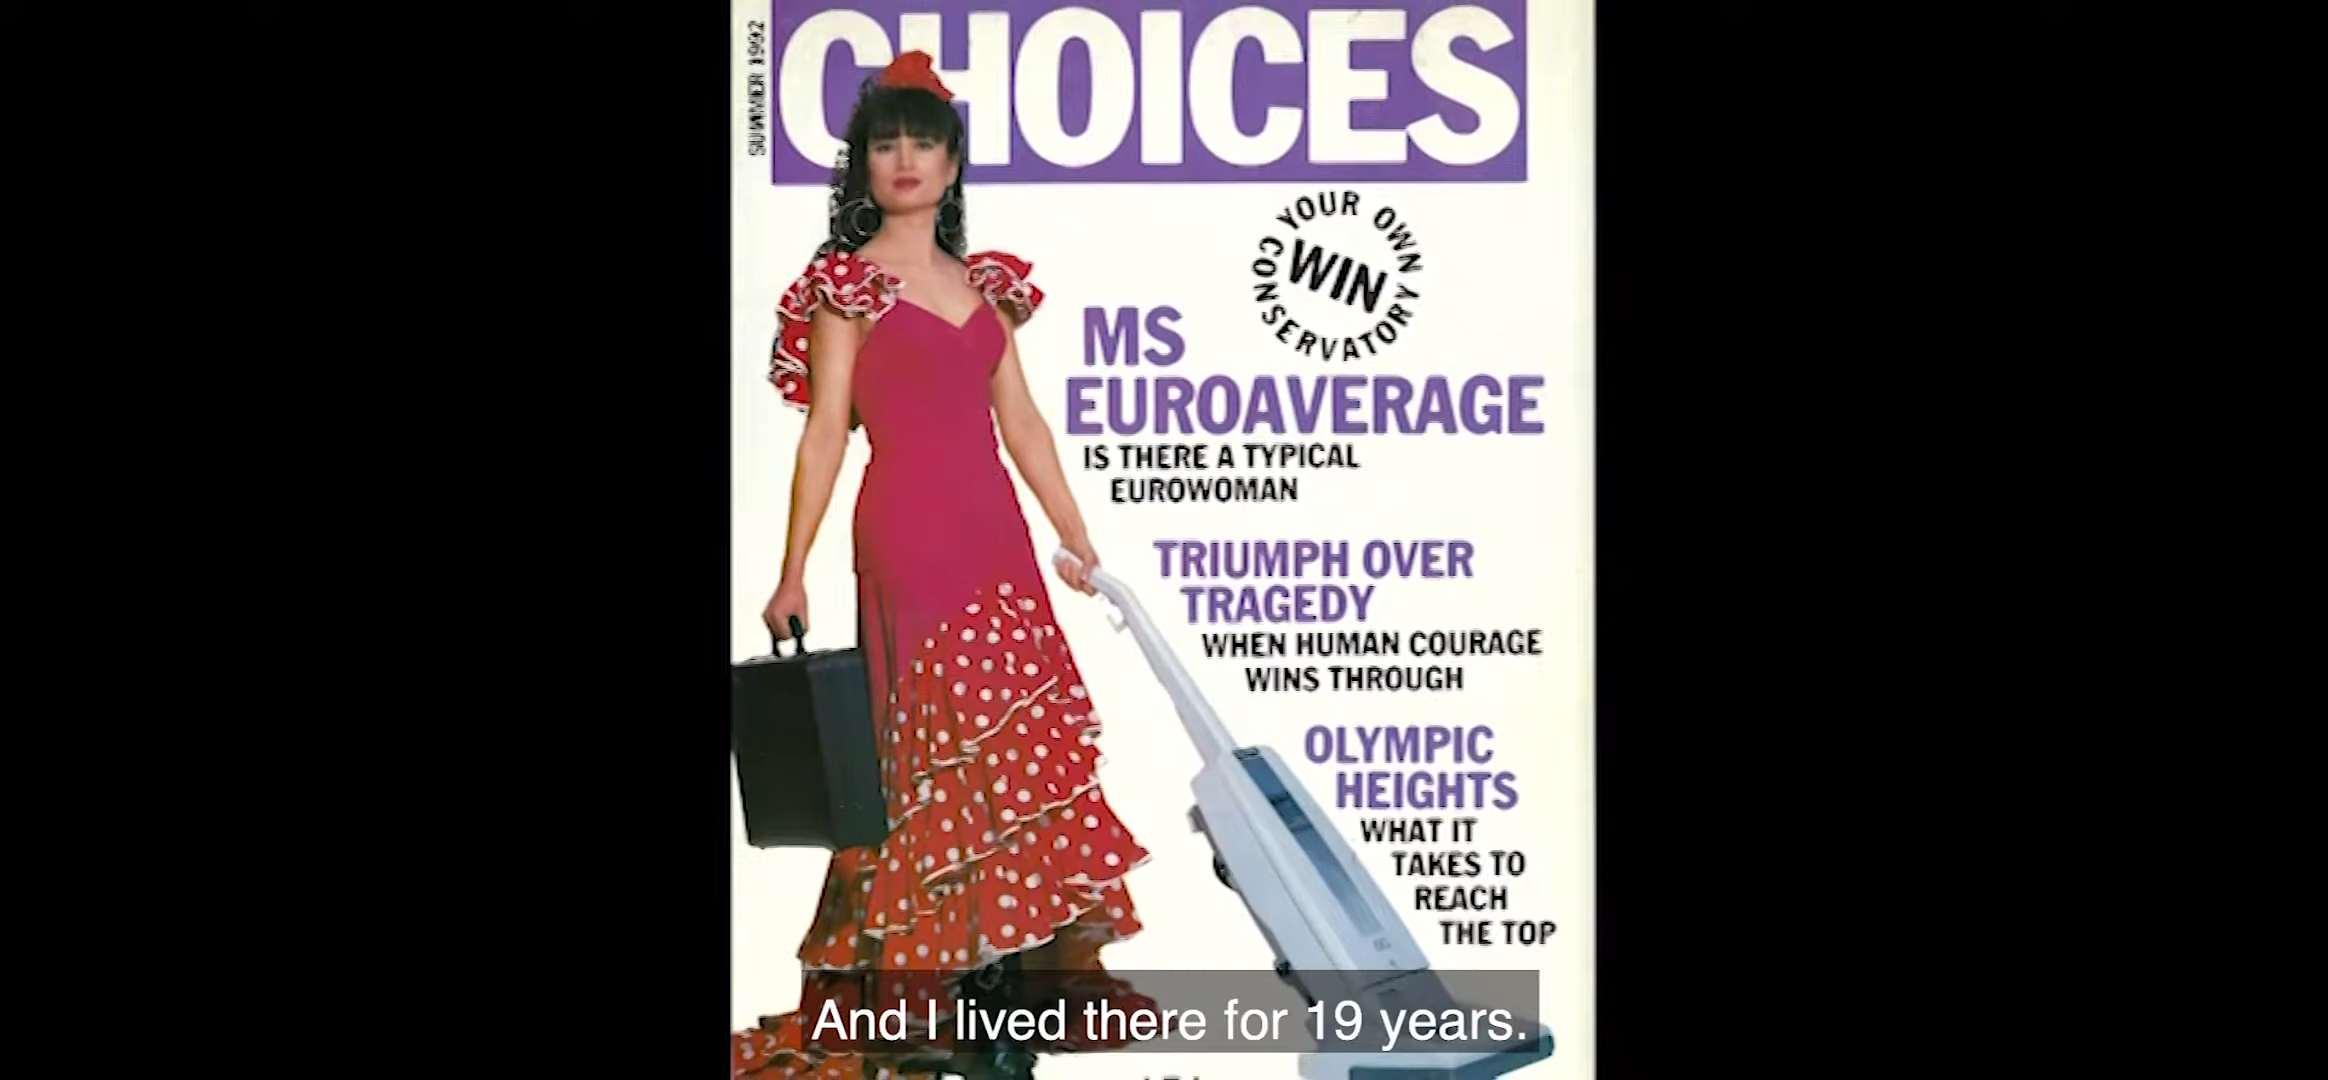 SUMMER 1992
CHOICES
YOUR OWN
WIN
CONSERVATORY
MS
EUROAVERAGE
IS THERE A TYPICAL
EUROWOMAN
TRIUMPH OVER
TRAGEDY
WHEN HUMAN COURAGE
WINS THROUGH
OLYMPIC
HEIGHTS
WHAT IT
TAKES TO
REACH
THE TOP
And I lived there for 19 years.